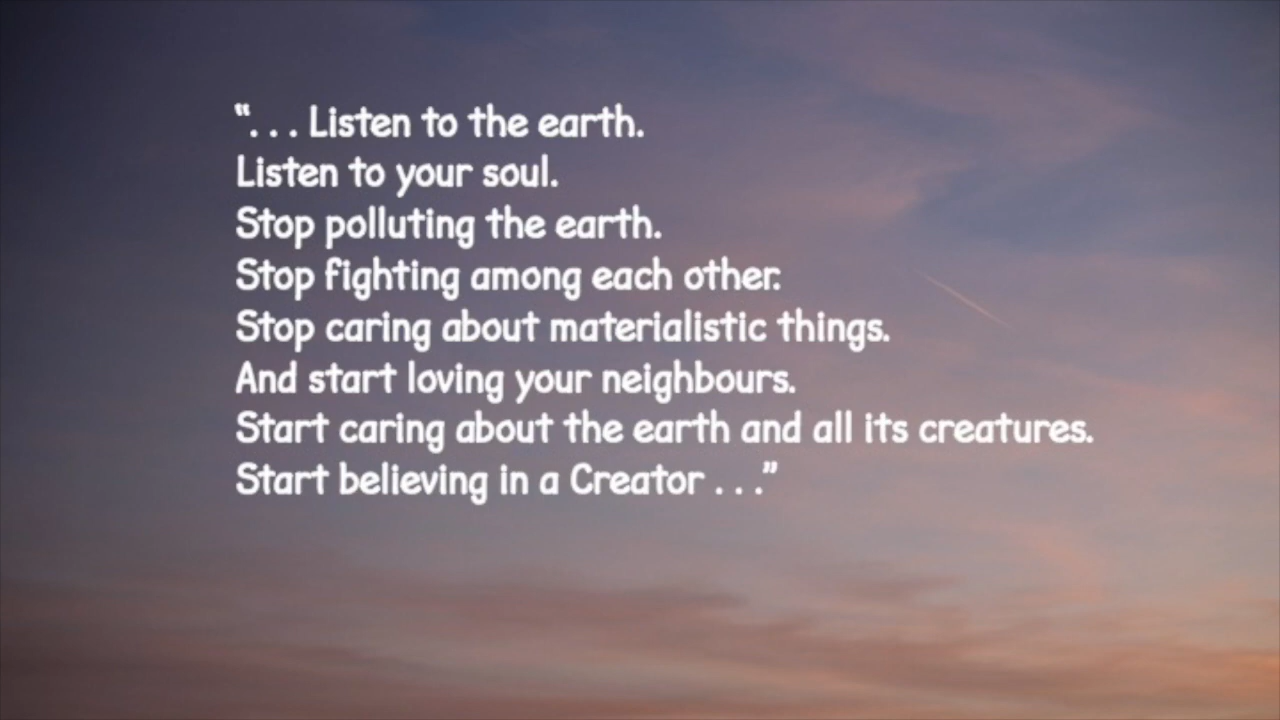 “. . . Listen to the earth.
Listen to your soul.
Stop polluting the earth.
Stop fighting among each other.
Stop caring about materialistic things.
And start loving your neighbours.
Start caring about the earth and all its creatures.
Start believing in a Creator . . .”